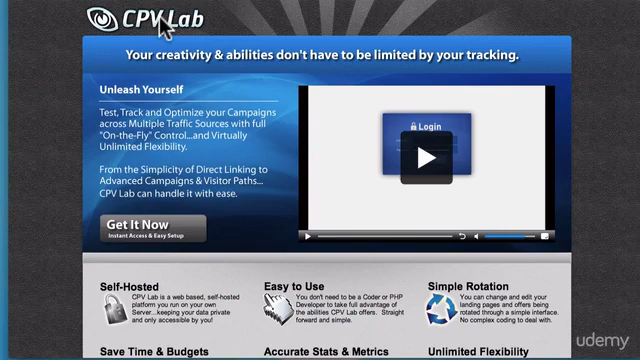 CPV Lab
Your creativity & abilities don't have to be limited by your tracking.
Unleash Yourself
Test, Track and Optimize your Campaigns
across Multiple Traffic Sources with full
"On-the-Fly" Control...and Virtually
Unlimited Flexibility.
From the Simplicity of Direct Linking to
Advanced Campaigns & Visitor Paths...
CPV Lab can handle it with ease.
Get It Now
Instant Access & Easy Setup
Login
Self-Hosted
CPV Lab is a web based, self-hosted
platform you run on your own
Server...keeping your data private
and only accessible by you!
Easy to Use
You don't need to be a Coder or PHP
Developer to take full advantage of
the abilities CPV Lab offers. Straight
forward and simple.
Simple Rotation
You can change and edit your
landing pages and offers being
rotated through a simple interface.
No complex coding to deal with.
Save Time & Budgets
Accurate Stats & Metrics
Unlimited Flexibility
udemy